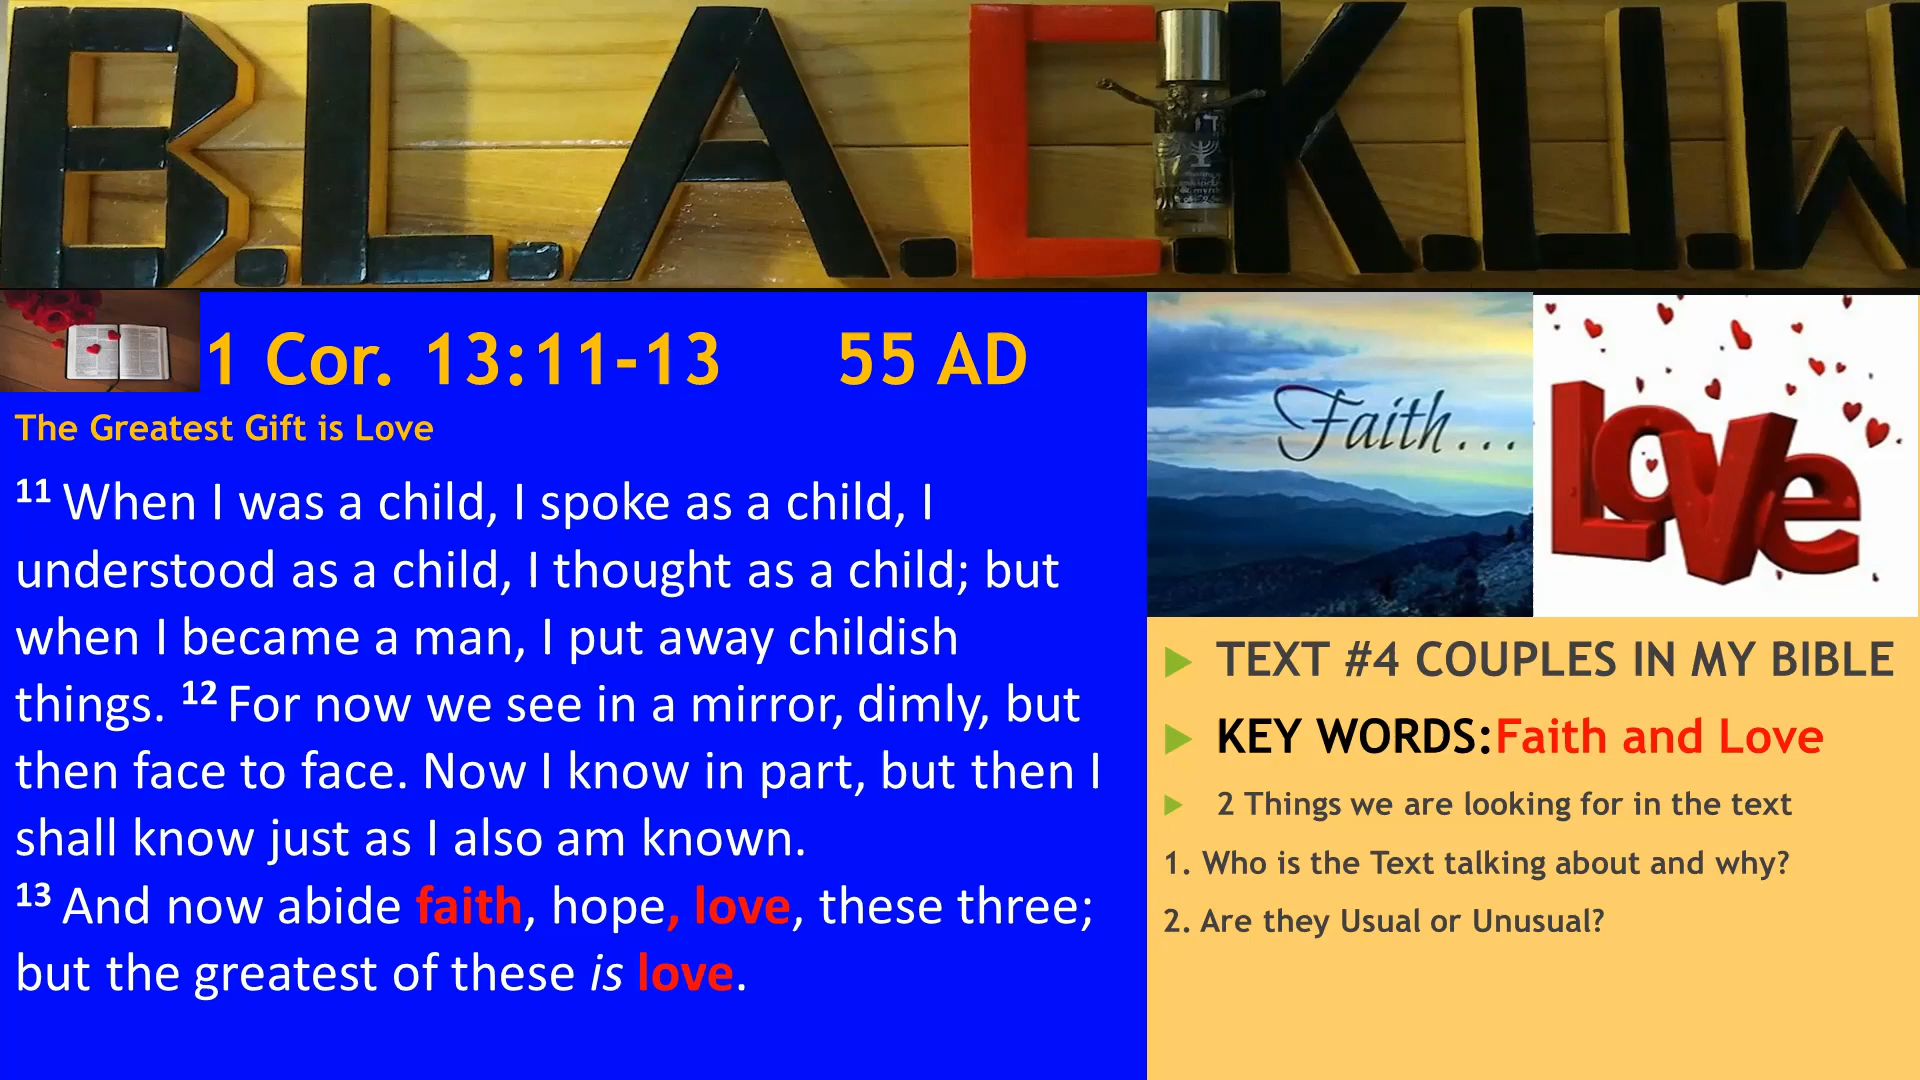 B.L.A.C.K.U.W
1 Cor. 13:11-13 55 AD
The Greatest Gift is Love
11 When I was a child, I spoke as a child, I
understood as a child, I thought as a child; but
when I became a man, I put away childish
things. 12 For now we see in a mirror, dimly, but
then face to face. Now I know in part, but then I
shall know just as I also am known.
13 And now abide faith, hope, love, these three;
but the greatest of these is love.
Faith...
Love
TEXT #4 COUPLES IN MY BIBLE
KEY WORDS:Faith and Love
2 Things we are looking for in the text
1. Who is the Text talking about and why?
2. Are they Usual or Unusual?